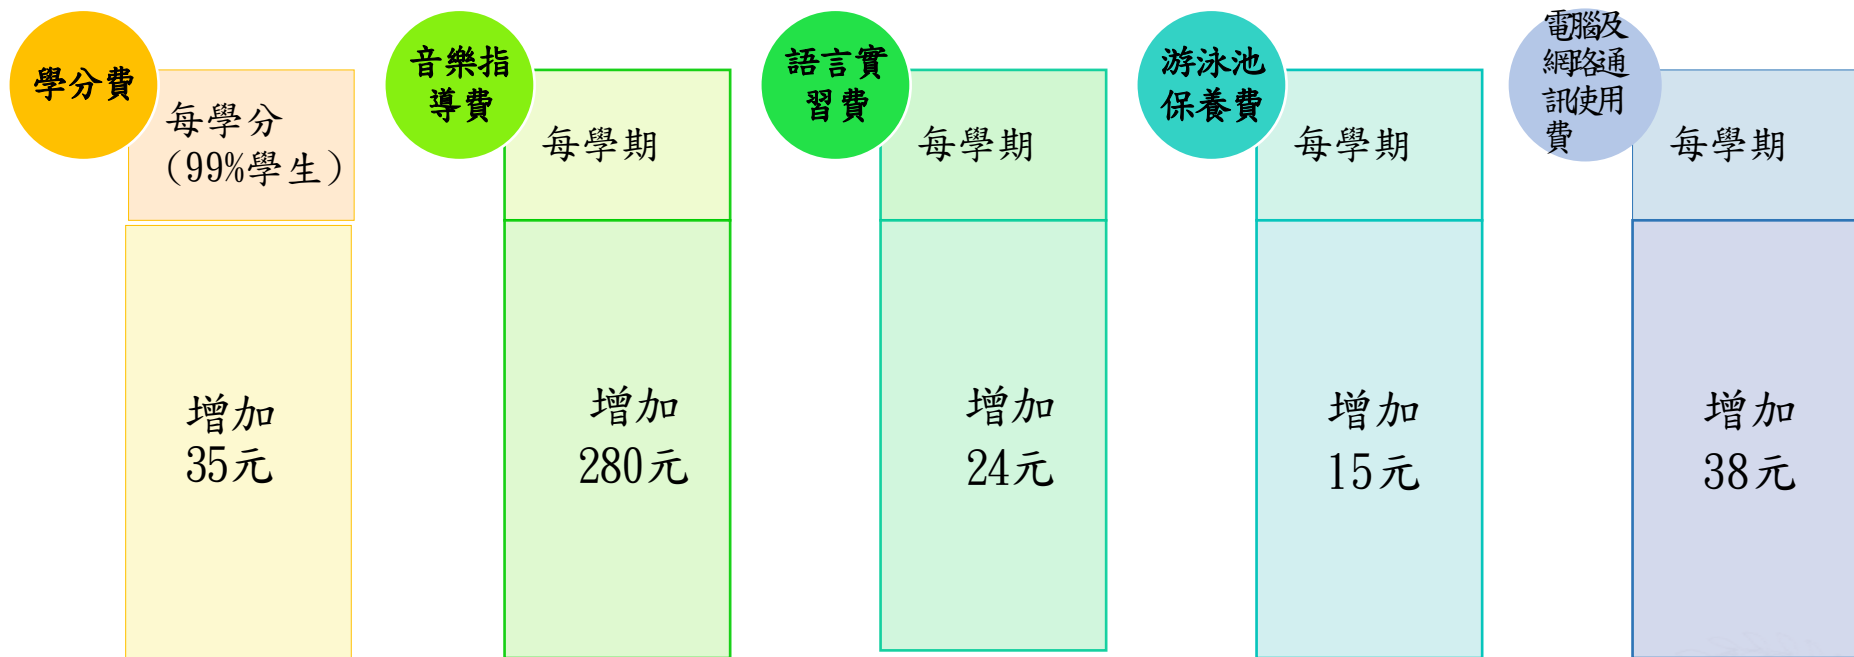 學分費
每學分
(99%學生)
增加
35元
音樂指
導費
每學期
增加
280元
語言實
習費
每學期
增加
24元
游泳池
保養費
每學期
增加
15元
電腦及
網路通
訊使用
費
每學期
增加
38元